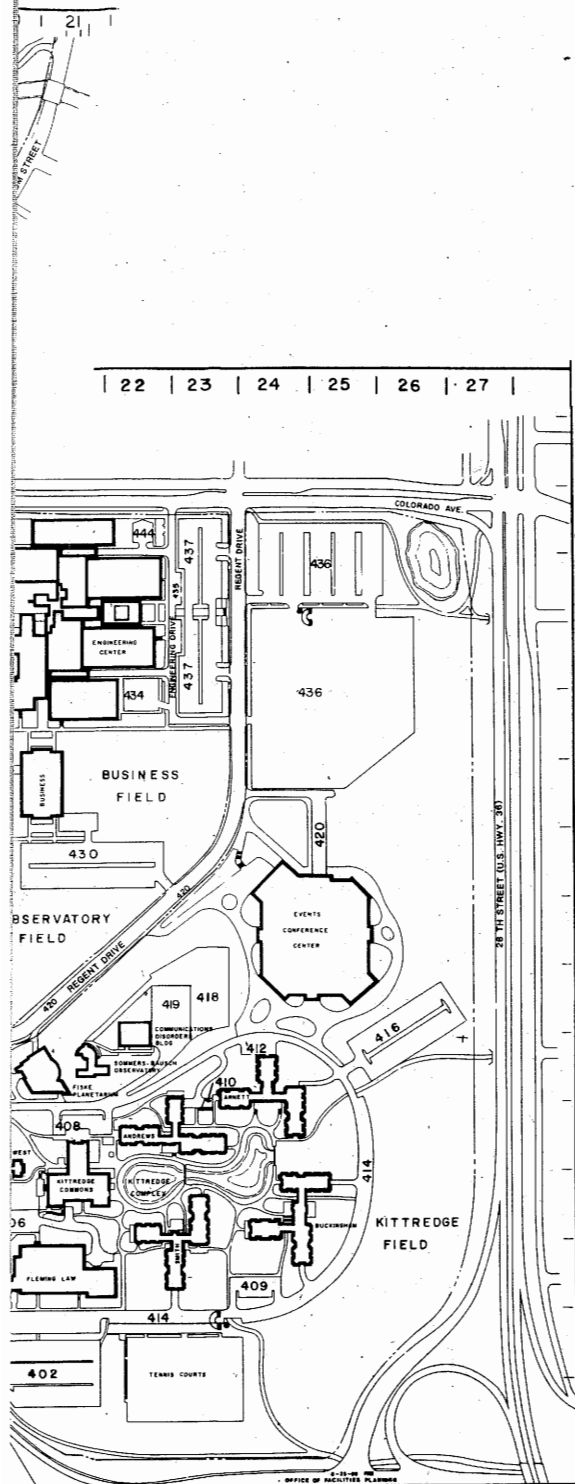 21
M STREET
22 23 24 25 26 27
COLORADO AVE.
444
437
436
REGENT DRIVE
435
ENGINEERING
CENTER
ENGINEERING DRIVE
437
434
436
BUSINESS
FIELD
BUSINESS
28 TH STREET (U.S. HWY. 36)
420
430
420
EVENTS
CONFERENCE
CENTER
BSERVATORY
FIELD
REGENT DRIVE
420
419
418
416
COMMUNICATIONS
DISORDERS
BLDG
SOMMERS-BAUSCH
OBSERVATORY
FISKE
PLANETARIUM
412
410
ARNETT
408
ANDREWS
WEST
KITTREDGE
COMMONS
KITTREDGE
COMPLEX
414
06
BUCKINGHAM
KITTREDGE
FIELD
SMITH
FLEMING LAW
409
414
402
TENNIS COURTS
OFFICE OF FACILITIES PLANNING